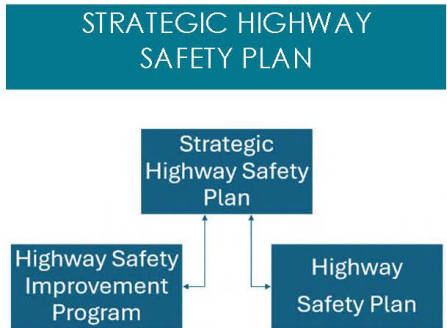 STRATEGIC HIGHWAY
SAFETY PLAN
Strategic
Highway Safety
Plan
Highway Safety
Improvement
Program
Highway
Safety Plan